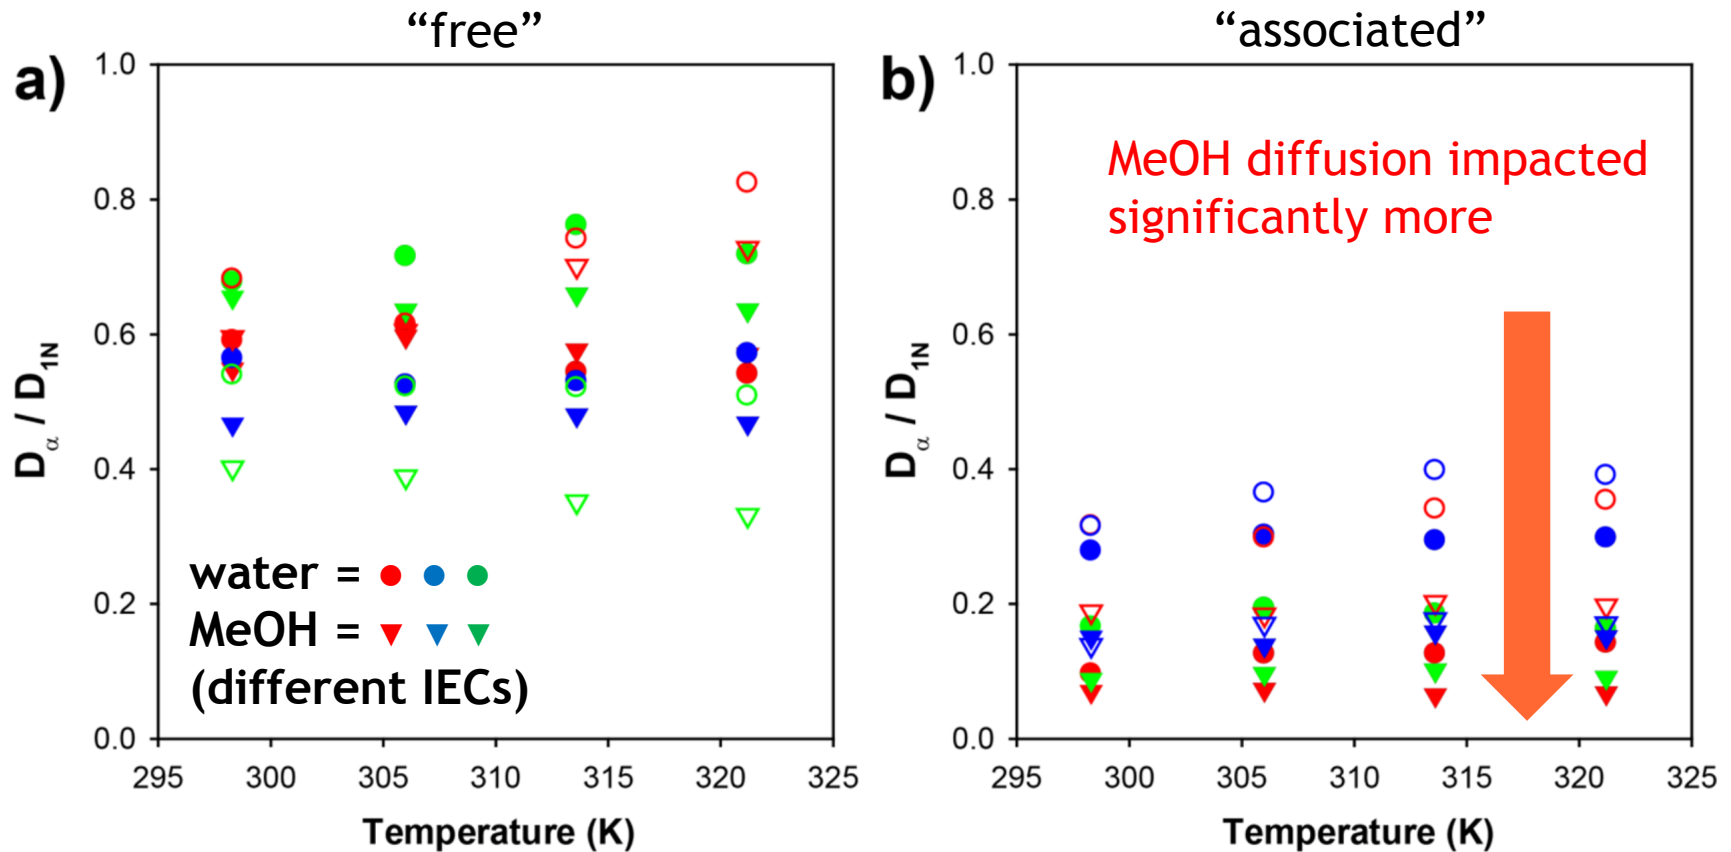 “free”
a)
1.0
0.8
0.6
0.4
0.2
0.0
Dα / D1N
water =
MeOH =
(different IECs)
295 300 305 310 315 320 325
Temperature (K)
“associated”
b)
1.0
0.8
0.6
0.4
0.2
0.0
Dα / D1N
MeOH diffusion impacted
significantly more
295 300 305 310 315 320 325
Temperature (K)